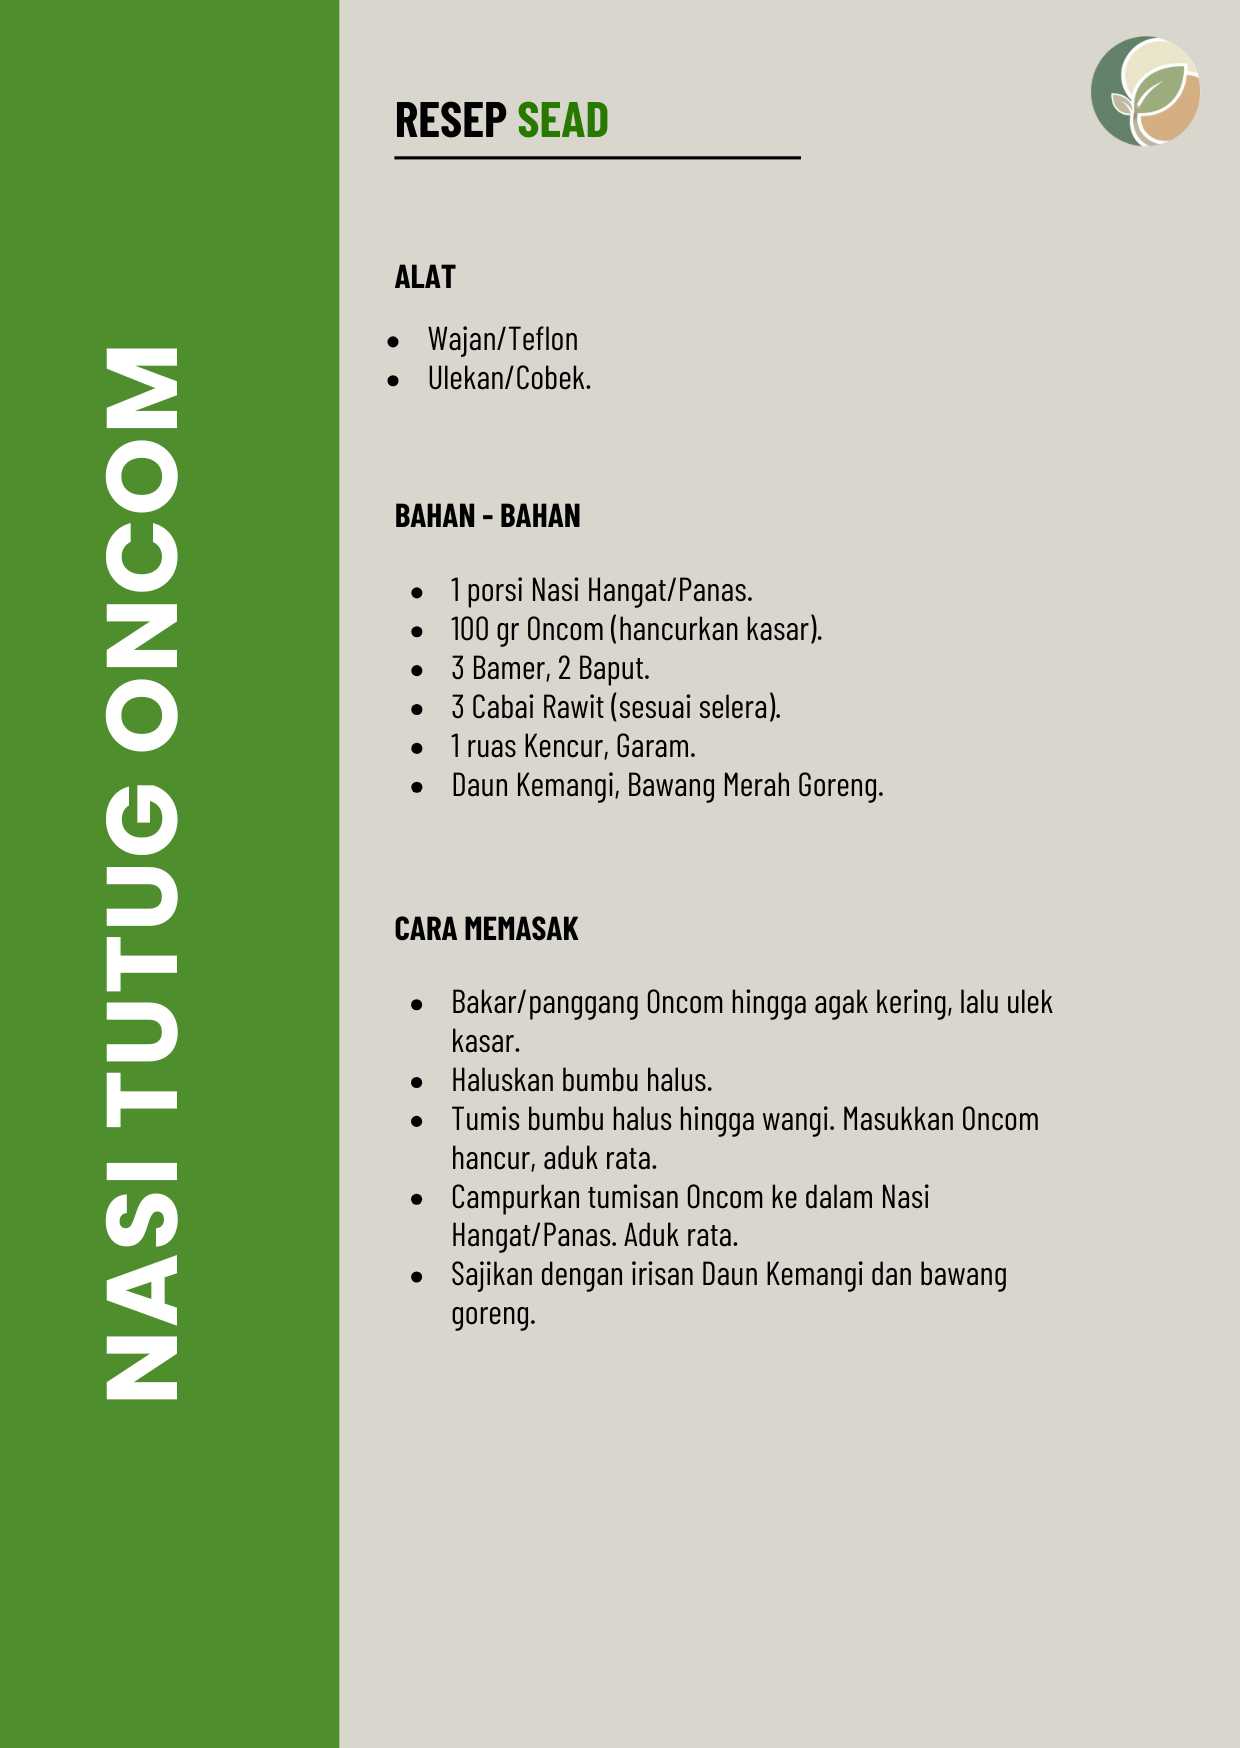 NASI TUTUG ONCOM
RESEP SEAD
ALAT
• Wajan/Teflon
• Ulekan/Cobek.
BAHAN - BAHAN
• 1 porsi Nasi Hangat/Panas.
• 100 gr Oncom (hancurkan kasar).
• 3 Bamer, 2 Baput.
• 3 Cabai Rawit (sesuai selera).
• 1 ruas Kencur, Garam.
• Daun Kemangi, Bawang Merah Goreng.
CARA MEMASAK
• Bakar/panggang Oncom hingga agak kering, lalu ulek
kasar.
• Haluskan bumbu halus.
• Tumis bumbu halus hingga wangi. Masukkan Oncom
hancur, aduk rata.
• Campurkan tumisan Oncom ke dalam Nasi
Hangat/Panas. Aduk rata.
• Sajikan dengan irisan Daun Kemangi dan bawang
goreng.